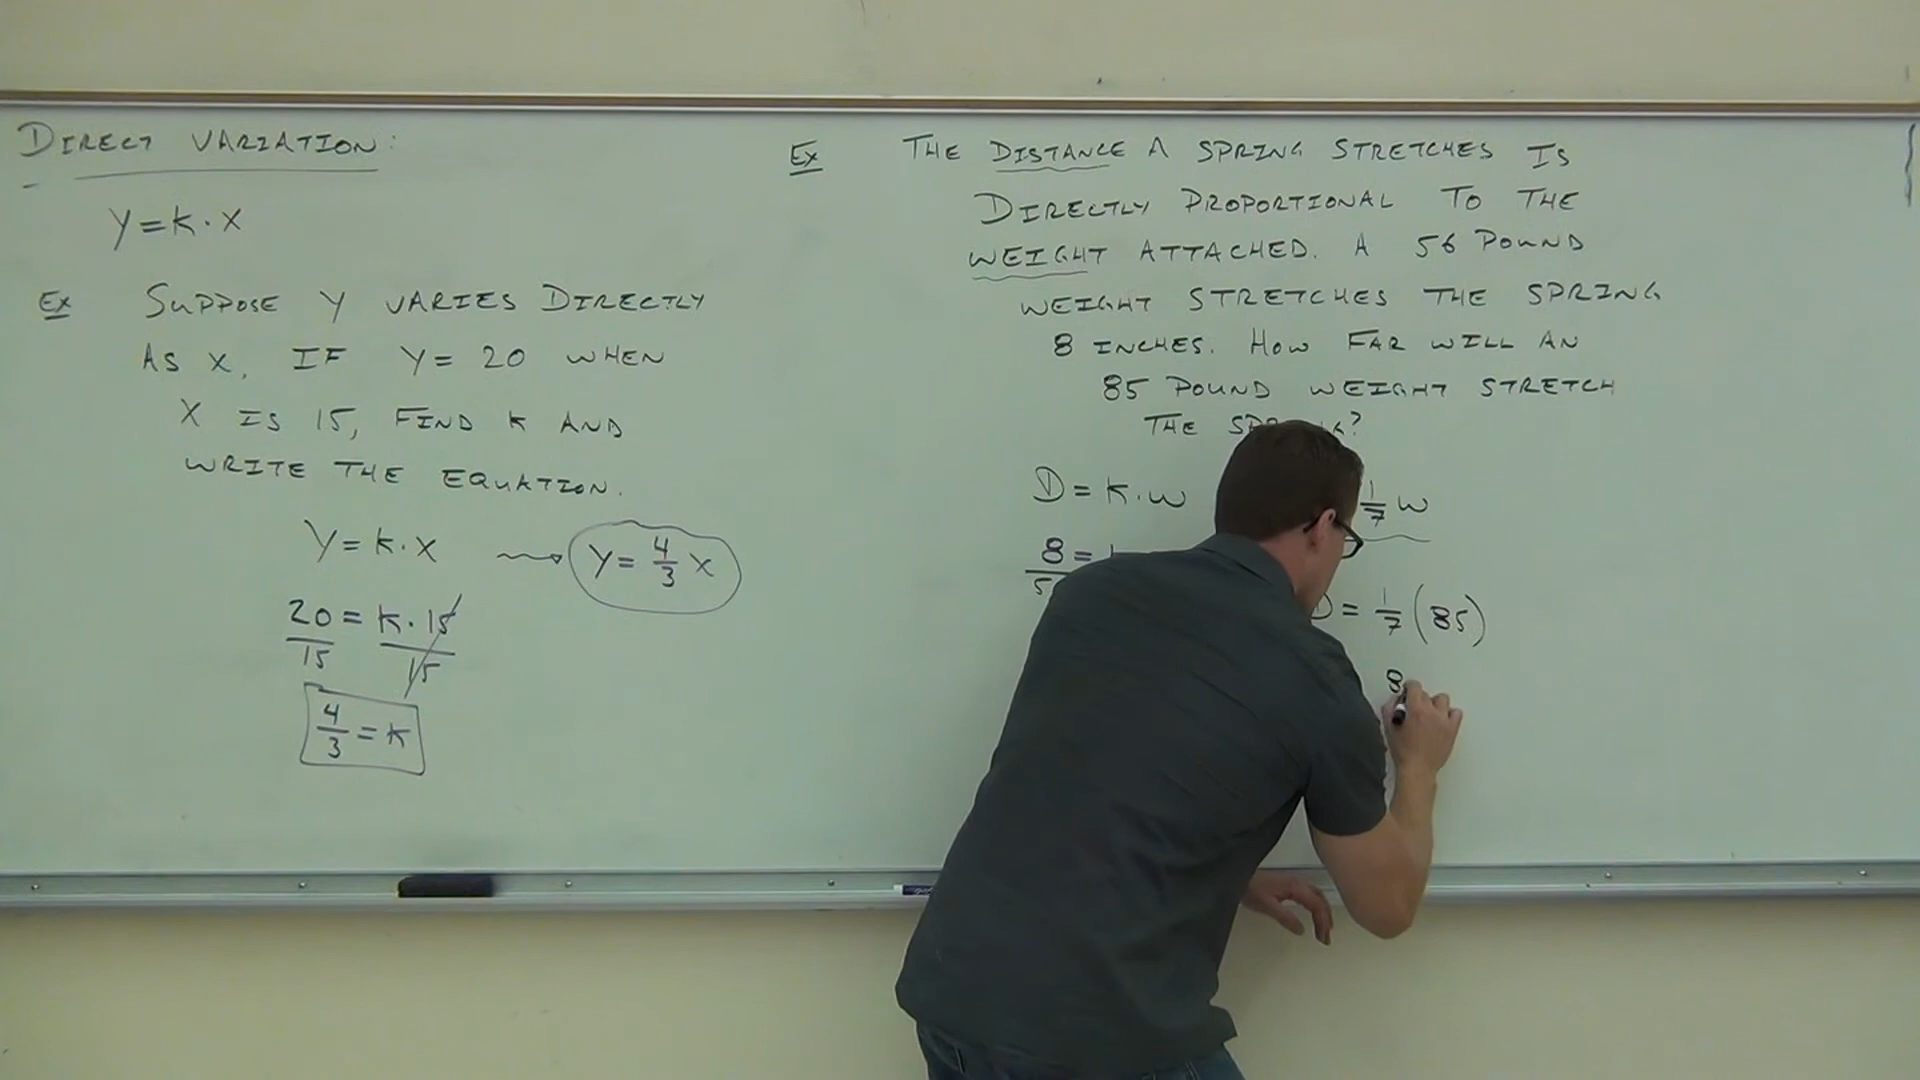 DIRECT VARIATION:
Y = K · X
Ex SUPPOSE Y VARIES DIRECTLY
AS X. IF Y = 20 WHEN
X IS 15, FIND K AND
WRITE THE EQUATION.
Y = K · X → Y = 4/3 X
20/15 = K · 15/15
4/3 = K
Ex THE DISTANCE A SPRING STRETCHES IS
DIRECTLY PROPORTIONAL TO THE
WEIGHT ATTACHED. A 56 POUND
WEIGHT STRETCHES THE SPRING
8 INCHES. HOW FAR WILL AN
85 POUND WEIGHT STRETCH
THE
D = K · W
8 =
1/7 W
D = 1/7 (85)
8